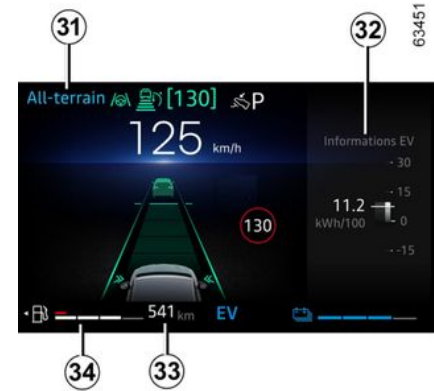 31
32
63451
All-terrain [130] P
125 km/h
Informations EV
30
15
11.2
kWh/100
0
-15
130
541 km
EV
34
33